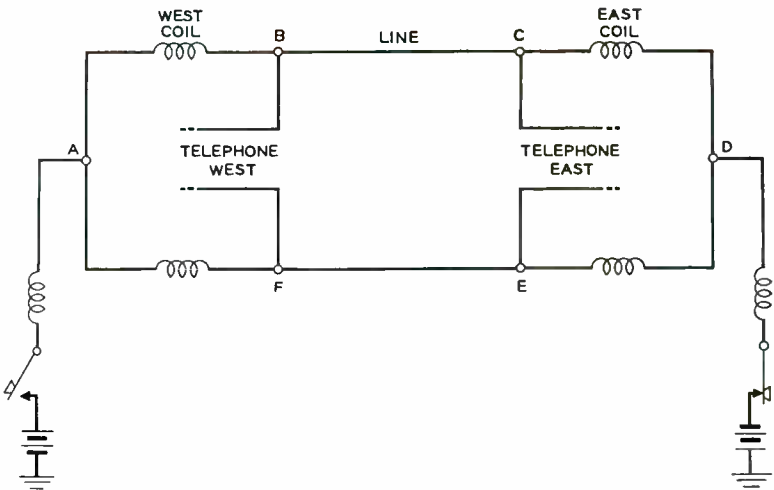 WEST
COIL
B
LINE
C
EAST
COIL
A
TELEPHONE
WEST
TELEPHONE
EAST
D
F
E